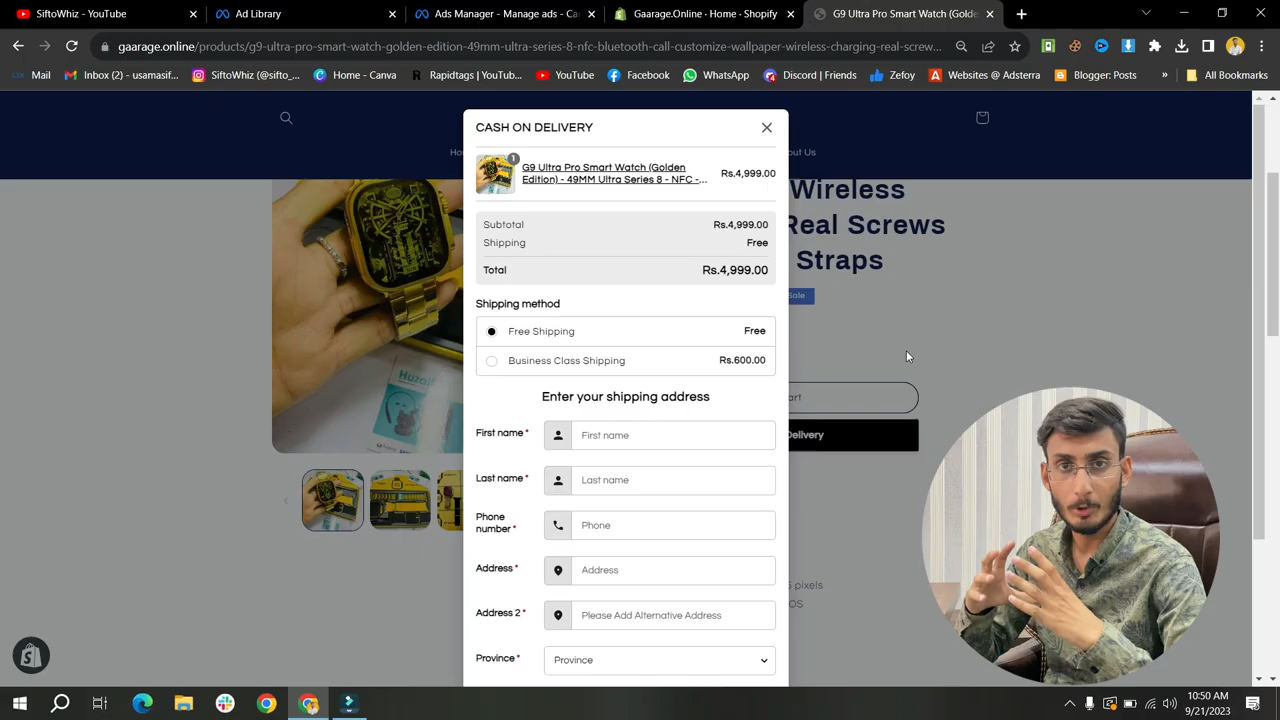 SiftoWhiz - YouTube
Ad Library
Ads Manager - Manage ads - Ca
Gaarage.Online · Home · Shopify
G9 Ultra Pro Smart Watch (Golde
gaarage.online/products/g9-ultra-pro-smart-watch-golden-edition-49mm-ultra-series-8-nfc-bluetooth-call-customize-wallpaper-wireless-charging-real-screw...
Mail
Inbox (2) - usamasif...
SiftoWhiz (@sifto_...
Home - Canva
Rapidtags | YouTub...
YouTube
Facebook
WhatsApp
Discord | Friends
Zefoy
Websites @ Adsterra
Blogger: Posts
»
All Bookmarks
out Us
CASH ON DELIVERY
1
G9 Ultra Pro Smart Watch (Golden
Edition) - 49MM Ultra Series 8 - NFC -...
Rs.4,999.00
Subtotal Rs.4,999.00
Shipping Free
Total Rs.4,999.00
Shipping method
Free Shipping Free
Business Class Shipping Rs.600.00
Enter your shipping address
First name * First name
Last name * Last name
Phone
number * Phone
Address * Address
Address 2 * Please Add Alternative Address
Province * Province
Wireless
Real Screws
Straps
Sale
art
Delivery
pixels
OS
10:50 AM
9/21/2023